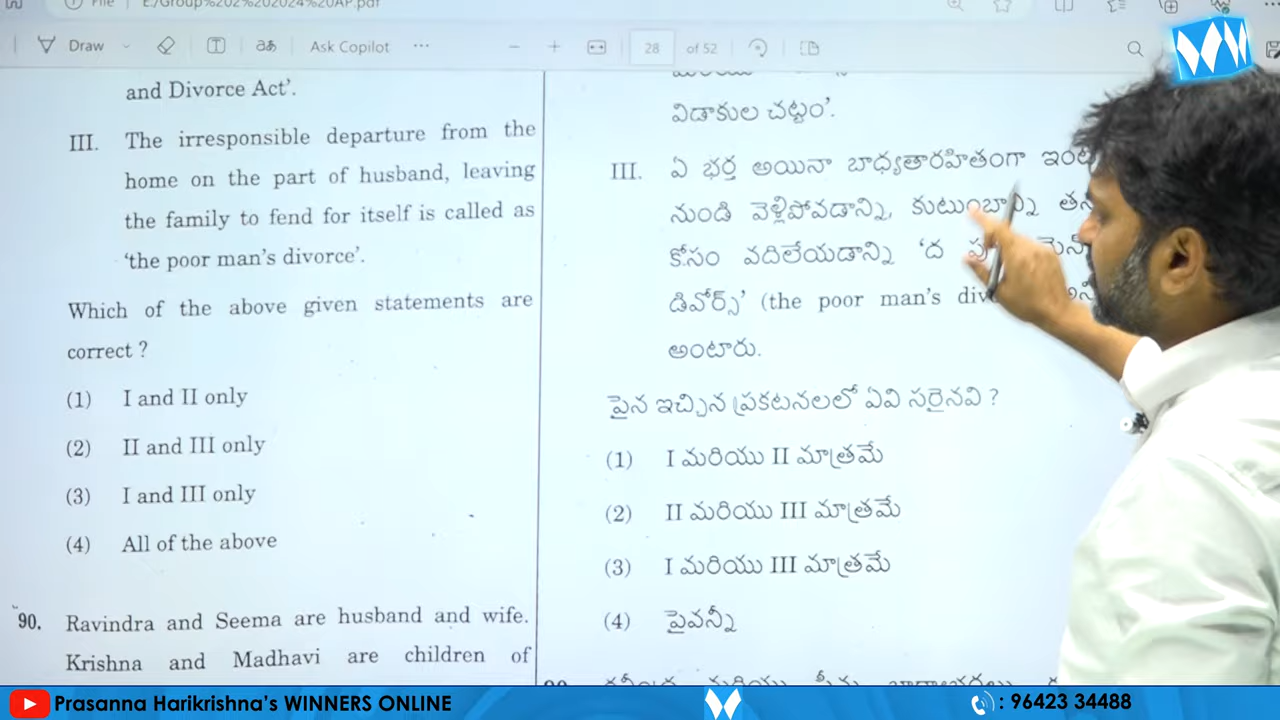 File
E:/Group%202%202024%20AP.pdf
Draw
Ask Copilot
28
of 52
and Divorce Act'.
III. The irresponsible departure from the
home on the part of husband, leaving
the family to fend for itself is called as
'the poor man's divorce'.
Which of the above given statements are
correct ?
(1) I and II only
(2) II and III only
(3) I and III only
(4) All of the above
90. Ravindra and Seema are husband and wife.
Krishna and Madhavi are children of
విడాకుల చట్టం'.
III. ఏ భర్త అయినా బాధ్యతారహితంగా
నుండి వెళ్లిపోవడాన్ని, కుటుంబాన్ని
కోసం వదిలేయడాన్ని 'ద
డివోర్స్' (the poor man's
అంటారు.
పైన ఇచ్చిన ప్రకటనలలో ఏవి సరైనవి ?
(1) I మరియు II మాత్రమే
(2) II మరియు III మాత్రమే
(3) I మరియు III మాత్రమే
(4) పైవన్నీ
Prasanna Harikrishna's WINNERS ONLINE
: 96423 34488